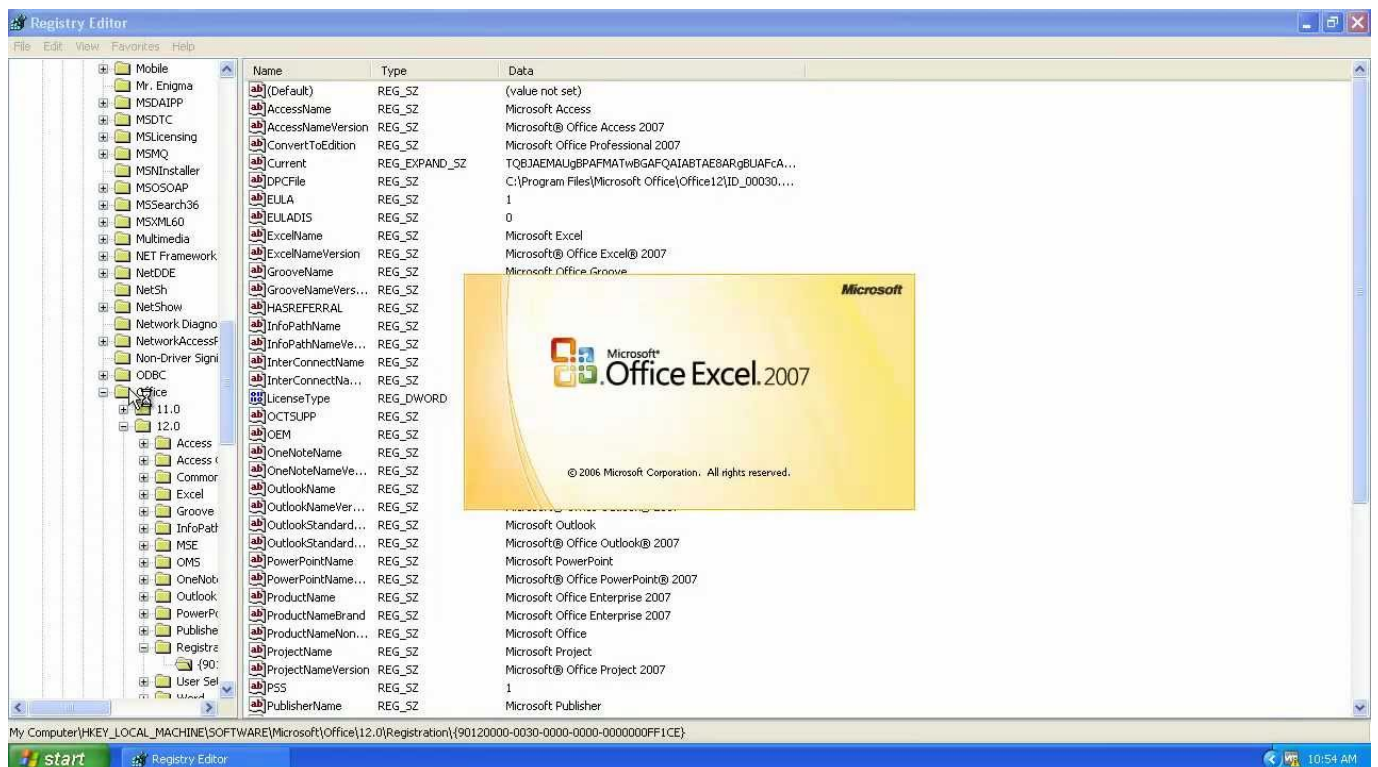 Registry Editor
File Edit View Favorites Help
Mobile
Mr. Enigma
MSDAIPP
MSDTC
MSLicensing
MSMQ
MSNInstaller
MSOSOAP
MSSearch36
MSXML60
Multimedia
NET Framework
NetDDE
NetSh
NetShow
Network Diagno
NetworkAccessP
Non-Driver Signi
ODBC
Office
11.0
12.0
Access
Access
Common
Excel
Groove
InfoPath
MSE
OMS
OneNot
Outlook
PowerPo
Publishe
Registra
{90:
User Set
Word
Name Type Data
(Default) REG_SZ (value not set)
AccessName REG_SZ Microsoft Access
AccessNameVersion REG_SZ Microsoft® Office Access 2007
ConvertToEdition REG_SZ Microsoft Office Professional 2007
Current REG_EXPAND_SZ
DPCFile REG_SZ C:\Program Files\Microsoft Office\Office12\ID_00030....
EULA REG_SZ 1
EULADIS REG_SZ 0
ExcelName REG_SZ Microsoft Excel
ExcelNameVersion REG_SZ Microsoft® Office Excel® 2007
GrooveName REG_SZ Microsoft Office Groove
GrooveNameVers... REG_SZ
HASREFERRAL REG_SZ
InfoPathName REG_SZ
InfoPathNameVe... REG_SZ
InterConnectName REG_SZ
InterConnectNa... REG_SZ
LicenseType REG_DWORD
OCTSUPP REG_SZ
OEM REG_SZ
OneNoteName REG_SZ
OneNoteNameVe... REG_SZ
OutlookName REG_SZ
OutlookNameVer... REG_SZ
OutlookStandard... REG_SZ Microsoft Outlook
OutlookStandard... REG_SZ Microsoft® Office Outlook® 2007
PowerPointName REG_SZ Microsoft PowerPoint
PowerPointName... REG_SZ Microsoft® Office PowerPoint® 2007
ProductName REG_SZ Microsoft Office Enterprise 2007
ProductNameBrand REG_SZ Microsoft Office Enterprise 2007
ProductNameNon... REG_SZ Microsoft Office
ProjectName REG_SZ Microsoft Project
ProjectNameVersion REG_SZ Microsoft® Office Project 2007
PSS REG_SZ 1
PublisherName REG_SZ Microsoft Publisher
Microsoft
Microsoft®
Office Excel 2007
© 2006 Microsoft Corporation. All rights reserved.
My Computer\HKEY_LOCAL_MACHINE\SOFTWARE\Microsoft\Office\12.0\Registration\{90120000-0030-0000-0000-0000000FF1CE}
start
Registry Editor
10:54 AM